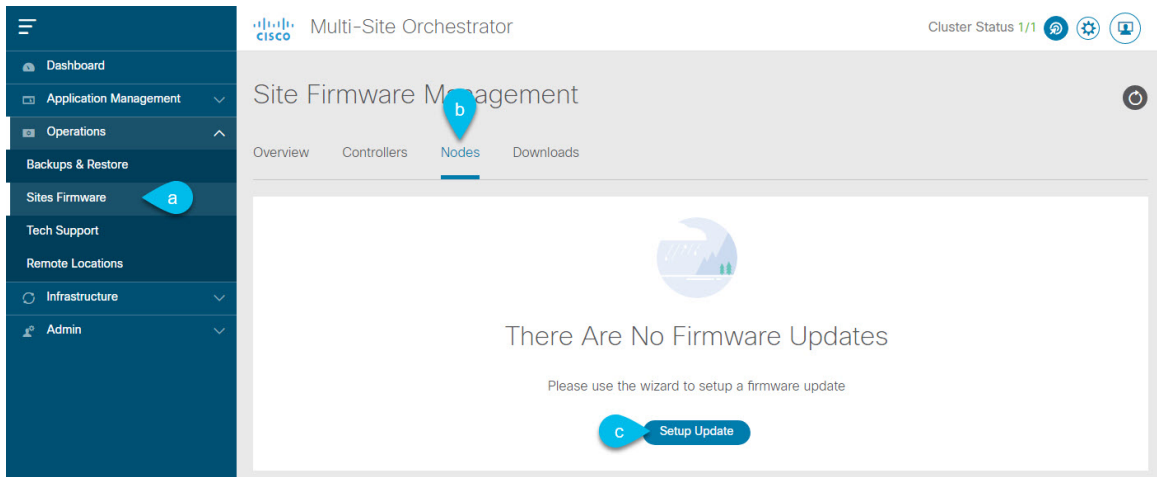 cisco Multi-Site Orchestrator
Cluster Status 1/1
Dashboard
Application Management
Operations
Backups & Restore
Sites Firmware
a
Tech Support
Remote Locations
Infrastructure
Admin
Site Firmware Management
b
Overview Controllers Nodes Downloads
There Are No Firmware Updates
Please use the wizard to setup a firmware update
c
Setup Update